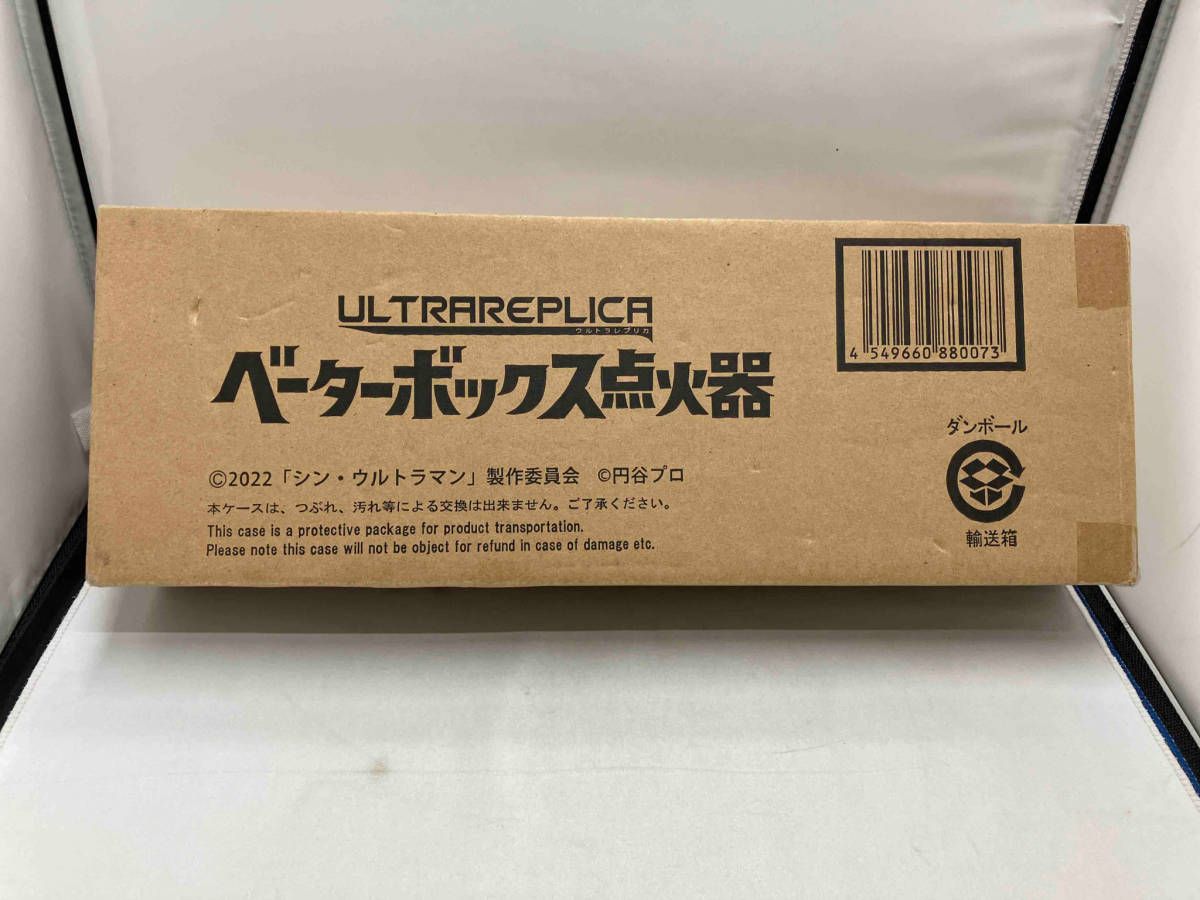 ULTRAREPLICA
ウルトラレプリカ
ベーターボックス点火器
©2022「シン・ウルトラマン」製作委員会 ©円谷プロ
本ケースは、つぶれ、汚れ等による交換は出来ません。ご了承ください。
This case is a protective package for product transportation.
Please note this case will not be object for refund in case of damage etc.
4 549660 880073
ダンボール
輸送箱